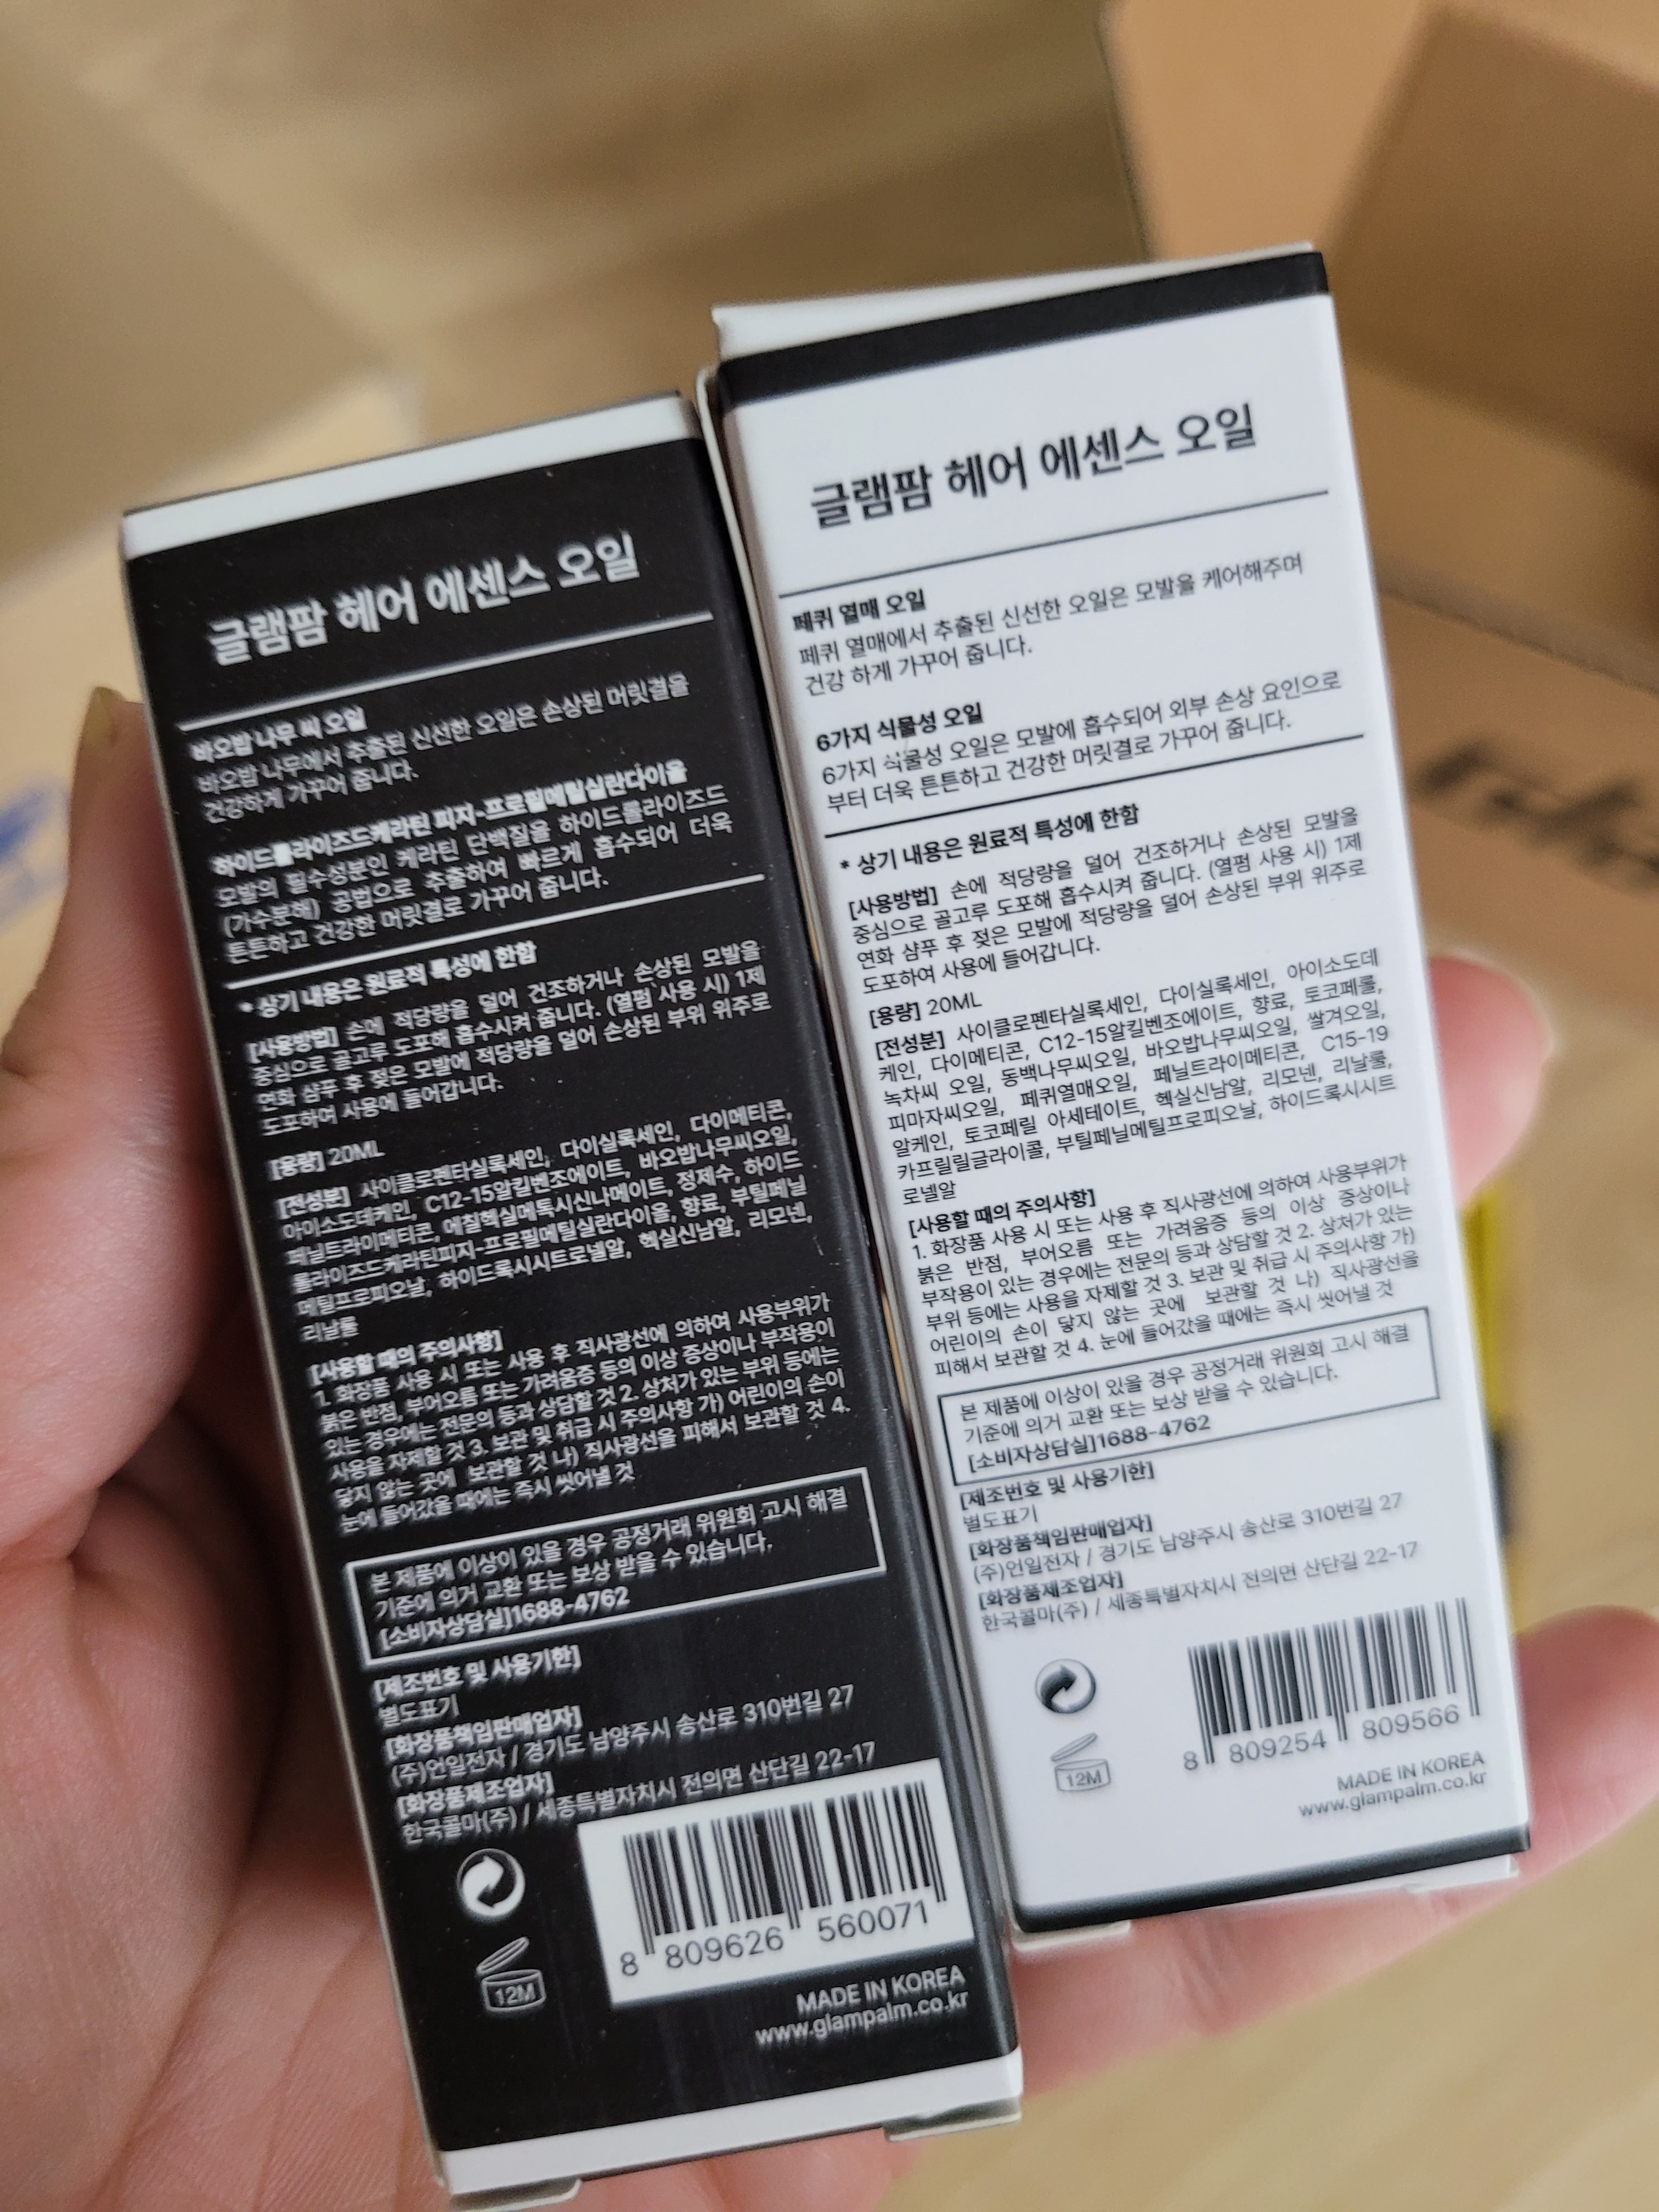 글램팜 헤어 에센스 오일
바오밥 나무 씨 오일
바오밥 나무에서 추출된 신선한 오일은 손상된 머릿결을
건강하게 가꾸어 줍니다.
하이드롤라이즈드케라틴 피지-프로필메틸실란다이올
모발의 필수성분인 케라틴 단백질을 하이드롤라이즈드
(가수분해) 공법으로 추출하여 빠르게 흡수되어 더욱
튼튼하고 건강한 머릿결로 가꾸어 줍니다.
* 상기 내용은 원료적 특성에 한함
[사용방법] 손에 적당량을 덜어 건조하거나 손상된 모발을
중심으로 골고루 도포해 흡수시켜 줍니다. (열펌 사용 시) 1제
연화 샴푸 후 젖은 모발에 적당량을 덜어 손상된 부위 위주로
도포하여 사용에 들어갑니다.
[용량] 20ML
[전성분] 사이클로펜타실록세인, 다이실록세인, 다이메티콘,
아이소도데케인, C12-15알킬벤조에이트, 바오밥나무씨오일,
페닐트라이메티콘, 에칠헥실메톡시신나메이트, 정제수, 하이드
롤라이즈드케라틴피지-프로필메틸실란다이올, 향료, 부틸페닐
메틸프로피오날, 하이드록시시트로넬알, 헥실신남알, 리모넨,
리날룰
[사용할 때의 주의사항]
1. 화장품 사용 시 또는 사용 후 직사광선에 의하여 사용부위가
붉은 반점, 부어오름 또는 가려움증 등의 이상 증상이나 부작용이
있는 경우에는 전문의 등과 상담할 것 2. 상처가 있는 부위 등에는
사용을 자제할 것 3. 보관 및 취급 시 주의사항 가) 어린이의 손이
닿지 않는 곳에 보관할 것 나) 직사광선을 피해서 보관할 것 4.
눈에 들어갔을 때에는 즉시 씻어낼 것
본 제품에 이상이 있을 경우 공정거래 위원회 고시 해결
기준에 의거 교환 또는 보상 받을 수 있습니다.
[소비자상담실]1688-4762
[제조번호 및 사용기한]
별도표기
[화장품책임판매업자]
(주)언일전자 / 경기도 남양주시 송산로 310번길 27
[화장품제조업자]
한국콜마(주) / 세종특별자치시 전의면 산단길 22-17
12M
8 809626 560071
MADE IN KOREA
www.glampalm.co.kr
글램팜 헤어 에센스 오일
페퀴 열매 오일
페퀴 열매에서 추출된 신선한 오일은 모발을 케어해주며
건강 하게 가꾸어 줍니다.
6가지 식물성 오일
6가지 식물성 오일은 모발에 흡수되어 외부 손상 요인으로
부터 더욱 튼튼하고 건강한 머릿결로 가꾸어 줍니다.
* 상기 내용은 원료적 특성에 한함
[사용방법] 손에 적당량을 덜어 건조하거나 손상된 모발을
중심으로 골고루 도포해 흡수시켜 줍니다. (열펌 사용 시) 1제
연화 샴푸 후 젖은 모발에 적당량을 덜어 손상된 부위 위주로
도포하여 사용에 들어갑니다.
[용량] 20ML
[전성분] 사이클로펜타실록세인, 다이실록세인, 아이소도데
케인, 다이메티콘, C12-15알킬벤조에이트, 향료, 토코페롤,
녹차씨 오일, 동백나무씨오일, 바오밥나무씨오일, 쌀겨오일,
피마자씨오일, 페퀴열매오일, 페닐트라이메티콘, C15-19
알케인, 토코페릴 아세테이트, 헥실신남알, 리모넨, 리날룰,
카프릴릴글라이콜, 부틸페닐메틸프로피오날, 하이드록시시트
로넬알
[사용할 때의 주의사항]
1. 화장품 사용 시 또는 사용 후 직사광선에 의하여 사용부위가
붉은 반점, 부어오름 또는 가려움증 등의 이상 증상이나
부작용이 있는 경우에는 전문의 등과 상담할 것 2. 상처가 있는
부위 등에는 사용을 자제할 것 3. 보관 및 취급 시 주의사항 가)
어린이의 손이 닿지 않는 곳에 보관할 것 나) 직사광선을
피해서 보관할 것 4. 눈에 들어갔을 때에는 즉시 씻어낼 것
본 제품에 이상이 있을 경우 공정거래 위원회 고시 해결
기준에 의거 교환 또는 보상 받을 수 있습니다.
[소비자상담실]1688-4762
[제조번호 및 사용기한]
별도표기
[화장품책임판매업자]
(주)언일전자 / 경기도 남양주시 송산로 310번길 27
[화장품제조업자]
한국콜마(주) / 세종특별자치시 전의면 산단길 22-17
12M
8 809254 809566
MADE IN KOREA
www.glampalm.co.kr